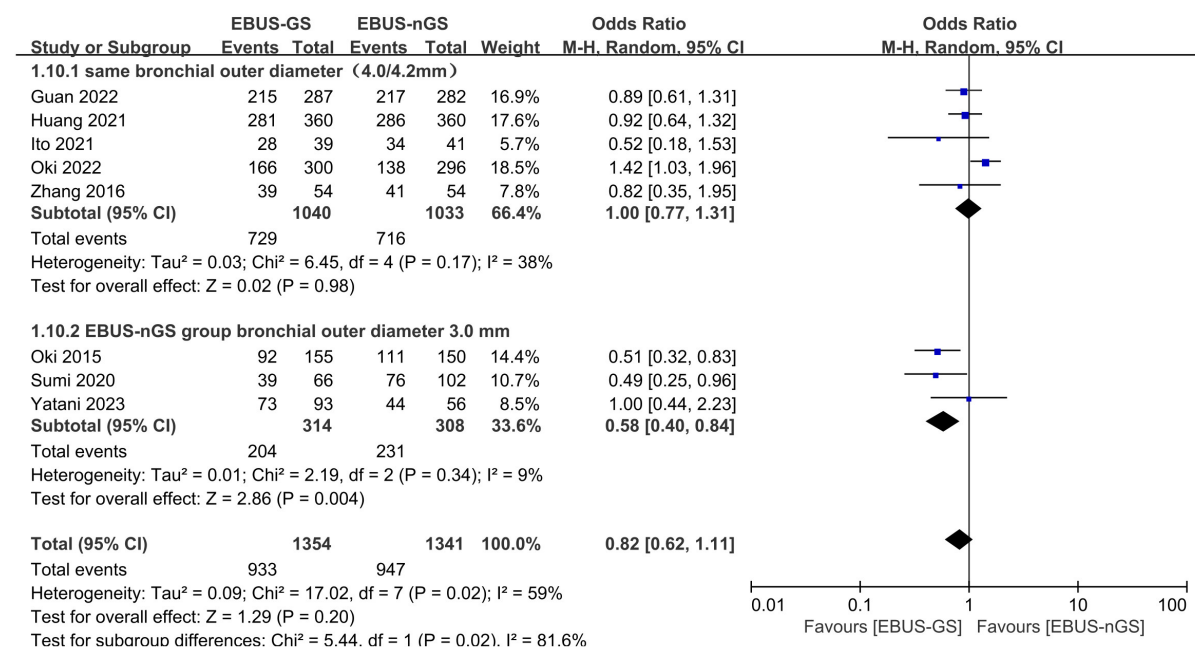 EBUS-GS EBUS-nGS Odds Ratio Odds Ratio
Study or Subgroup Events Total Events Total Weight M-H, Random, 95% CI M-H, Random, 95% CI
1.10.1 same bronchial outer diameter（4.0/4.2mm）
Guan 2022 215 287 217 282 16.9% 0.89 [0.61, 1.31]
Huang 2021 281 360 286 360 17.6% 0.92 [0.64, 1.32]
Ito 2021 28 39 34 41 5.7% 0.52 [0.18, 1.53]
Oki 2022 166 300 138 296 18.5% 1.42 [1.03, 1.96]
Zhang 2016 39 54 41 54 7.8% 0.82 [0.35, 1.95]
Subtotal (95% CI) 1040 1033 66.4% 1.00 [0.77, 1.31]
Total events 729 716
Heterogeneity: Tau² = 0.03; Chi² = 6.45, df = 4 (P = 0.17); I² = 38%
Test for overall effect: Z = 0.02 (P = 0.98)
1.10.2 EBUS-nGS group bronchial outer diameter 3.0 mm
Oki 2015 92 155 111 150 14.4% 0.51 [0.32, 0.83]
Sumi 2020 39 66 76 102 10.7% 0.49 [0.25, 0.96]
Yatani 2023 73 93 44 56 8.5% 1.00 [0.44, 2.23]
Subtotal (95% CI) 314 308 33.6% 0.58 [0.40, 0.84]
Total events 204 231
Heterogeneity: Tau² = 0.01; Chi² = 2.19, df = 2 (P = 0.34); I² = 9%
Test for overall effect: Z = 2.86 (P = 0.004)
Total (95% CI) 1354 1341 100.0% 0.82 [0.62, 1.11]
Total events 933 947
Heterogeneity: Tau² = 0.09; Chi² = 17.02, df = 7 (P = 0.02); I² = 59%
Test for overall effect: Z = 1.29 (P = 0.20)
Test for subgroup differences: Chi² = 5.44, df = 1 (P = 0.02), I² = 81.6%
0.01 0.1 1 10 100
Favours [EBUS-GS] Favours [EBUS-nGS]